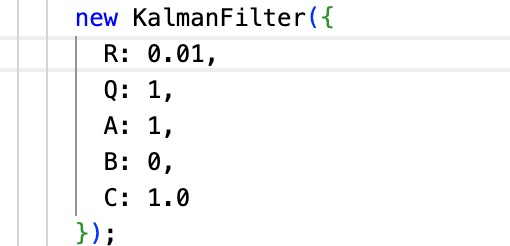 new KalmanFilter({
R: 0.01,
Q: 1,
A: 1,
B: 0,
C: 1.0
});